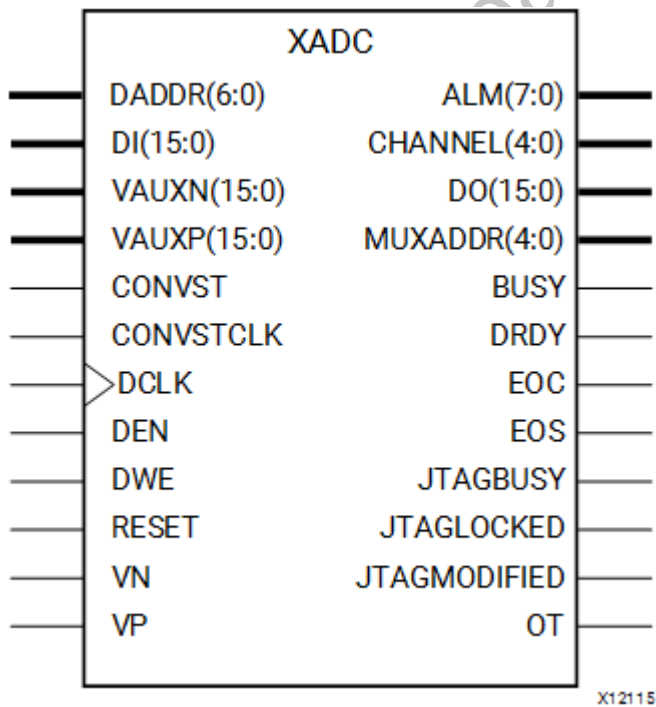 XADC
DADDR(6:0) ALM(7:0)
DI(15:0) CHANNEL(4:0)
VAUXN(15:0) DO(15:0)
VAUXP(15:0) MUXADDR(4:0)
CONVST BUSY
CONVSTCLK DRDY
DCLK EOC
DEN EOS
DWE JTAGBUSY
RESET JTAGLOCKED
VN JTAGMODIFIED
VP OT
X12115